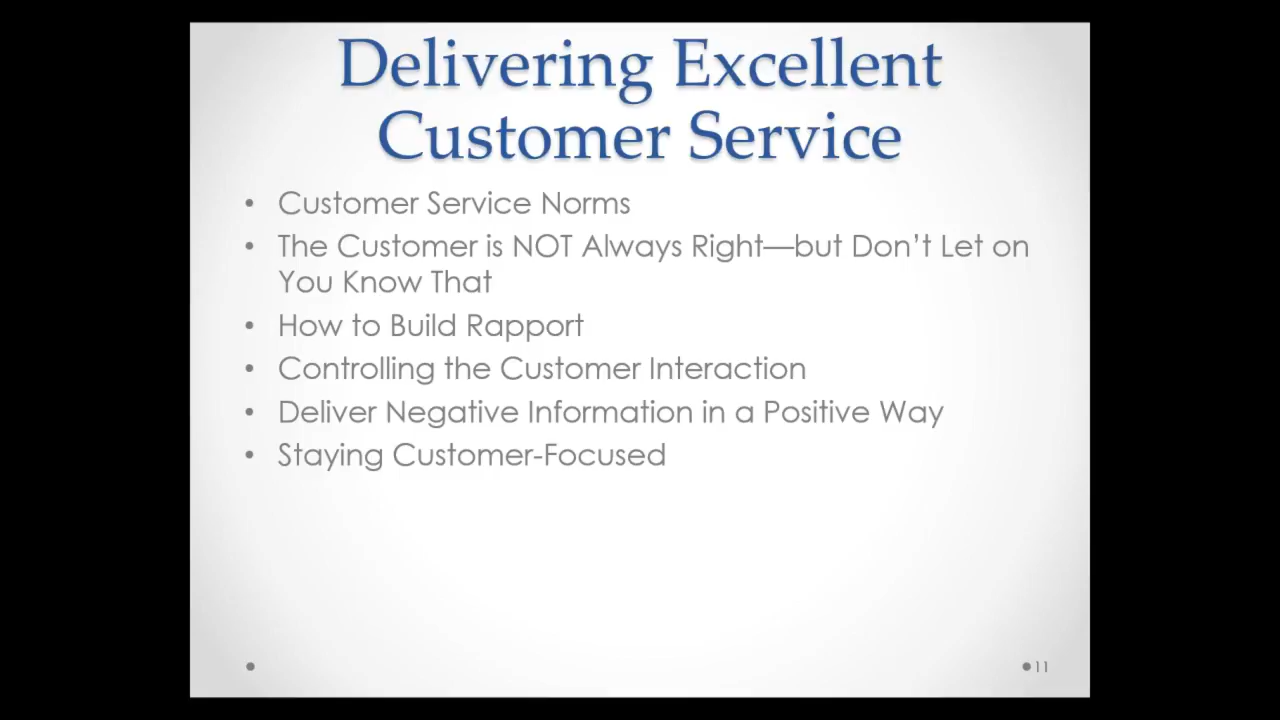 Delivering Excellent
Customer Service
• Customer Service Norms
• The Customer is NOT Always Right—but Don’t Let on
You Know That
• How to Build Rapport
• Controlling the Customer Interaction
• Deliver Negative Information in a Positive Way
• Staying Customer-Focused
11